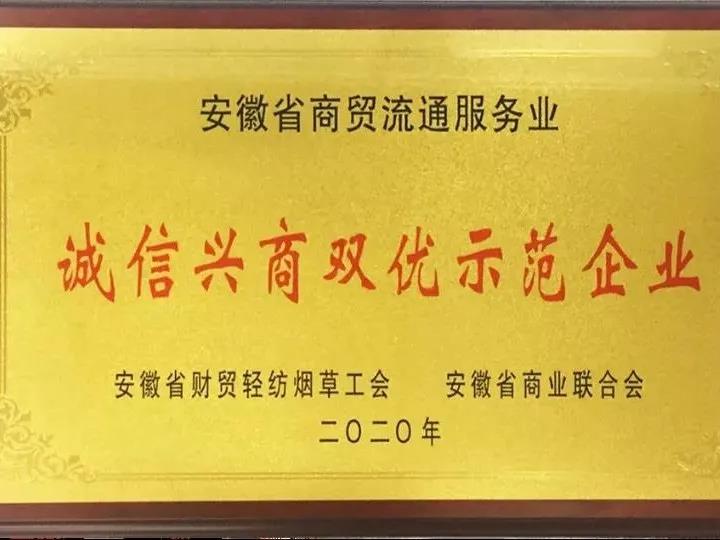 安徽省商贸流通服务业
诚信兴商双优示范企业
安徽省财贸轻纺烟草工会 安徽省商业联合会
二〇二〇年